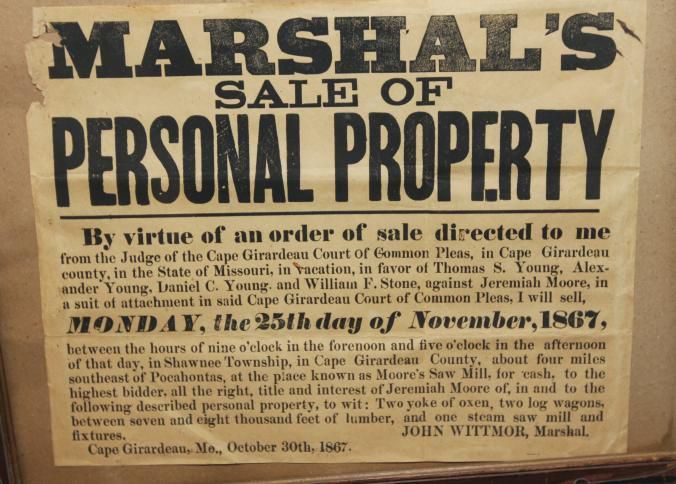 MARSHAL'S
SALE OF
PERSONAL PROPERTY
By virtue of an order of sale directed to me
from the Judge of the Cape Girardeau Court of Common Pleas, in Cape Girardeau
county, in the State of Missouri, in vacation, in favor of Thomas S. Young, Alex-
ander Young, Daniel C. Young. and William F. Stone, against Jeremiah Moore, in
a suit of attachment in said Cape Girardeau Court of Common Pleas, I will sell,
MONDAY, the 25th day of November, 1867,
between the hours of nine o'clock in the forenoon and five o'clock in the afternoon
of that day, in Shawnee Township, in Cape Girardeau County, about four miles
southeast of Pocahontas, at the place known as Moore's Saw Mill, for cash, to the
highest bidder, all the right, title and interest of Jeremiah Moore of, in and to the
following described personal property, to wit: Two yoke of oxen, two log wagons,
between seven and eight thousand feet of lumber, and one steam saw mill and
fixtures. JOHN WITTMOR, Marshal.
Cape Girardeau, Mo., October 30th, 1867.